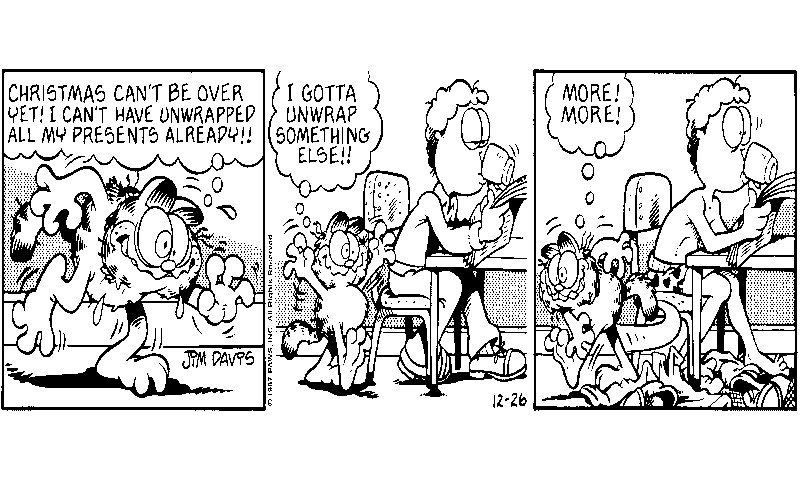 CHRISTMAS CAN'T BE OVER
YET! I CAN'T HAVE UNWRAPPED
ALL MY PRESENTS ALREADY!!
JIM DAVIS
I GOTTA
UNWRAP
SOMETHING
ELSE!!
© 1987 PAWS, INC. All Rights Reserved.
12-26
MORE!
MORE!